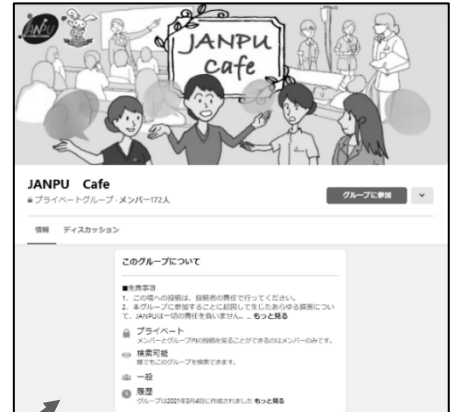 JANPU
Cafe
JANPU Cafe
プライベートグループ・メンバー172人
グループに参加
情報 ディスカッション
このグループについて
■免責事項
1. この場への投稿は、投稿者の責任で行ってください。
2. 本グループに参加することに起因して生じたあらゆる損害につい
て、JANPUは一切の責任を負いません。... もっと見る
プライベート
メンバーとグループ内の投稿を見ることができるのはメンバーのみです。
検索可能
誰でもこのグループを検索できます。
一般
履歴
グループは2021年3月4日に作成されました もっと見る